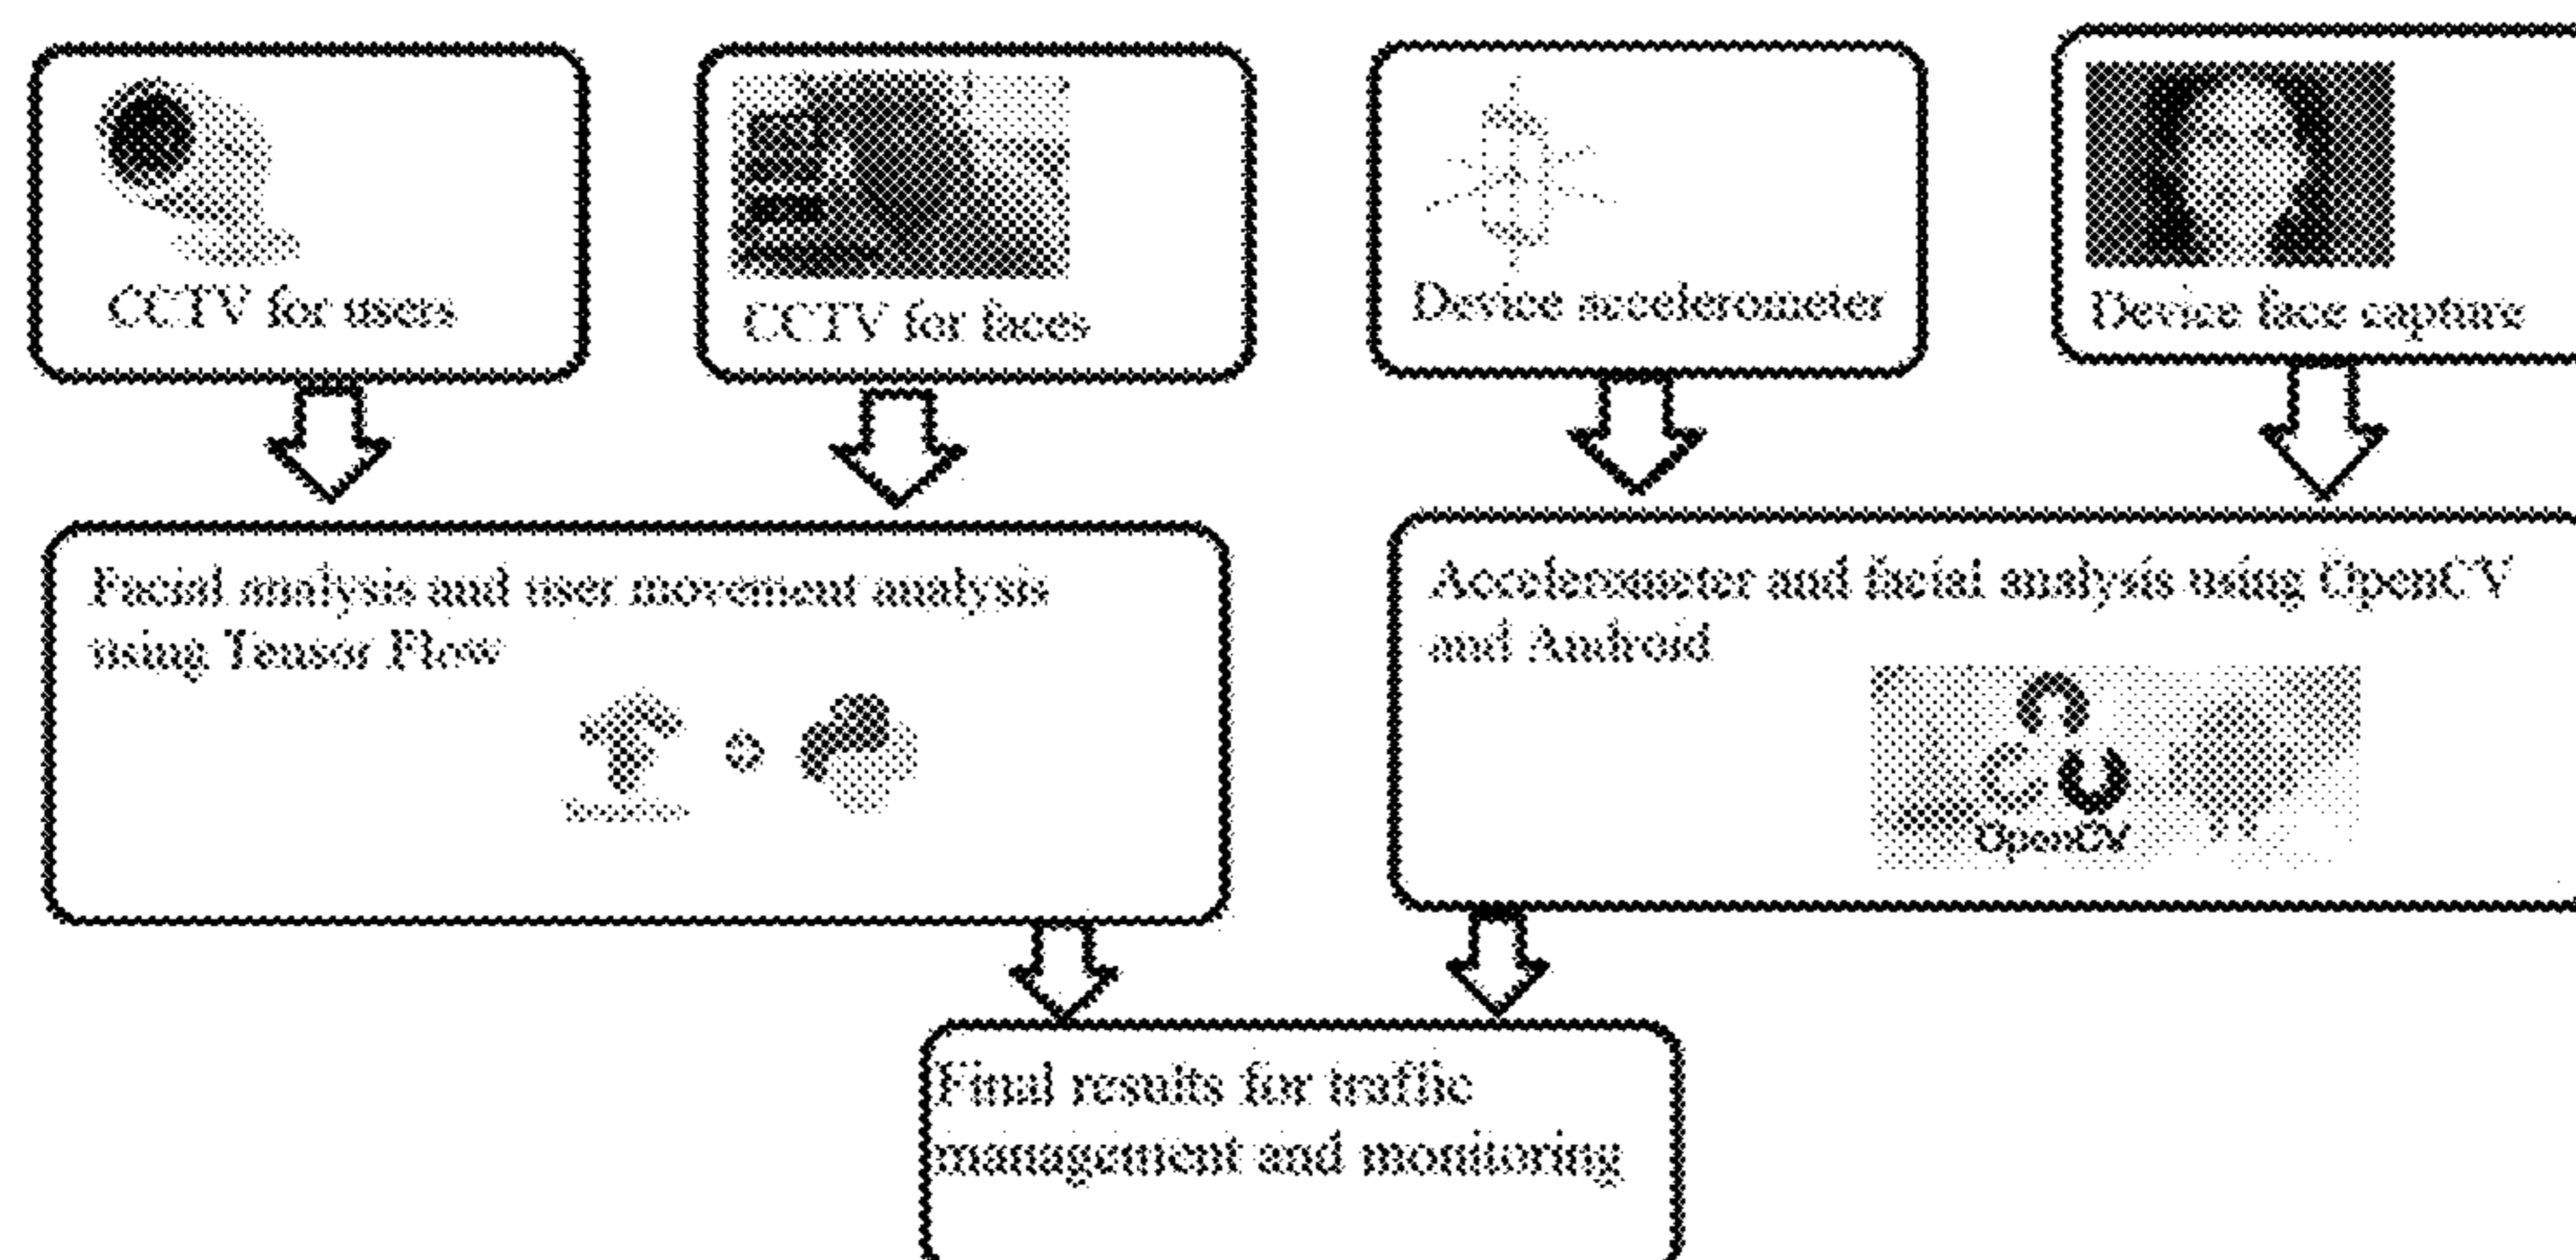 CCTV for users
CCTV for faces
Device accelerometer
Device face capture
Facial analysis and user movement analysis
using Tensor Flow
Accelerometer and facial analysis using OpenCV
and Android
OpenCV
Final results for traffic
management and monitoring